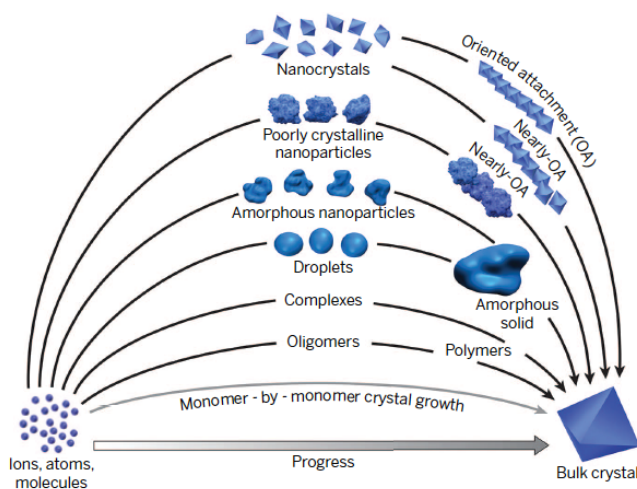 Nanocrystals
Oriented attachment (OA)
Poorly crystalline
nanoparticles
Nearly-OA
Nearly-OA
Amorphous nanoparticles
Droplets
Amorphous
solid
Complexes
Oligomers
Polymers
Monomer - by - monomer crystal growth
Ions, atoms,
molecules
Progress
Bulk crystal